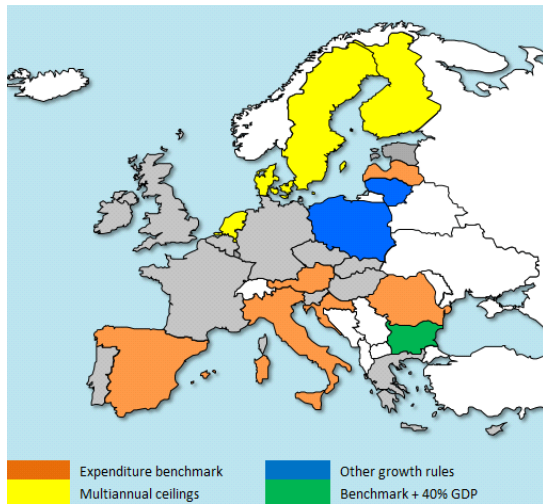 Expenditure benchmark
Other growth rules
Multiannual ceilings
Benchmark + 40% GDP